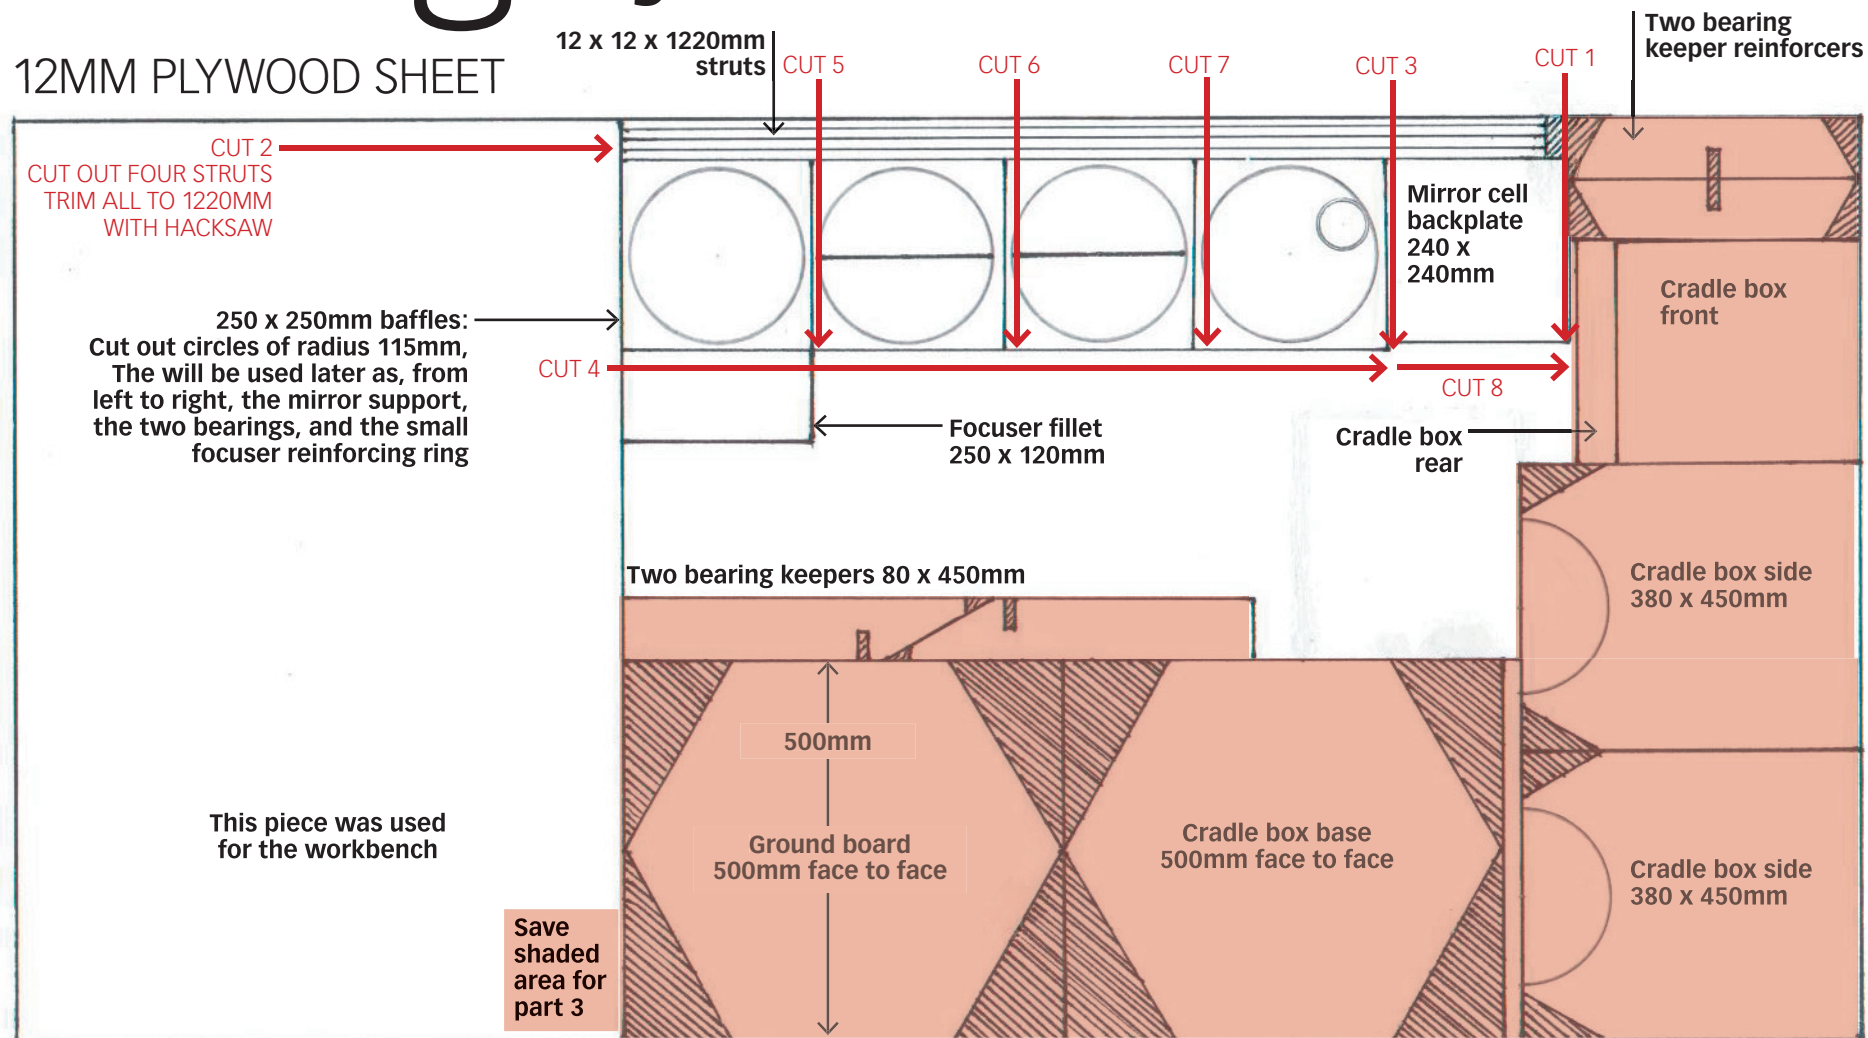 12MM PLYWOOD SHEET
12 x 12 x 1220mm
struts
CUT 5
CUT 6
CUT 7
CUT 3
CUT 1
Two bearing
keeper reinforcers
CUT 2
CUT OUT FOUR STRUTS
TRIM ALL TO 1220MM
WITH HACKSAW
Mirror cell
backplate
240 x
240mm
Cradle box
front
250 x 250mm baffles:
Cut out circles of radius 115mm,
The will be used later as, from
left to right, the mirror support,
the two bearings, and the small
focuser reinforcing ring
CUT 4
CUT 8
Focuser fillet
250 x 120mm
Cradle box
rear
Two bearing keepers 80 x 450mm
Cradle box side
380 x 450mm
500mm
This piece was used
for the workbench
Ground board
500mm face to face
Cradle box base
500mm face to face
Cradle box side
380 x 450mm
Save
shaded
area for
part 3